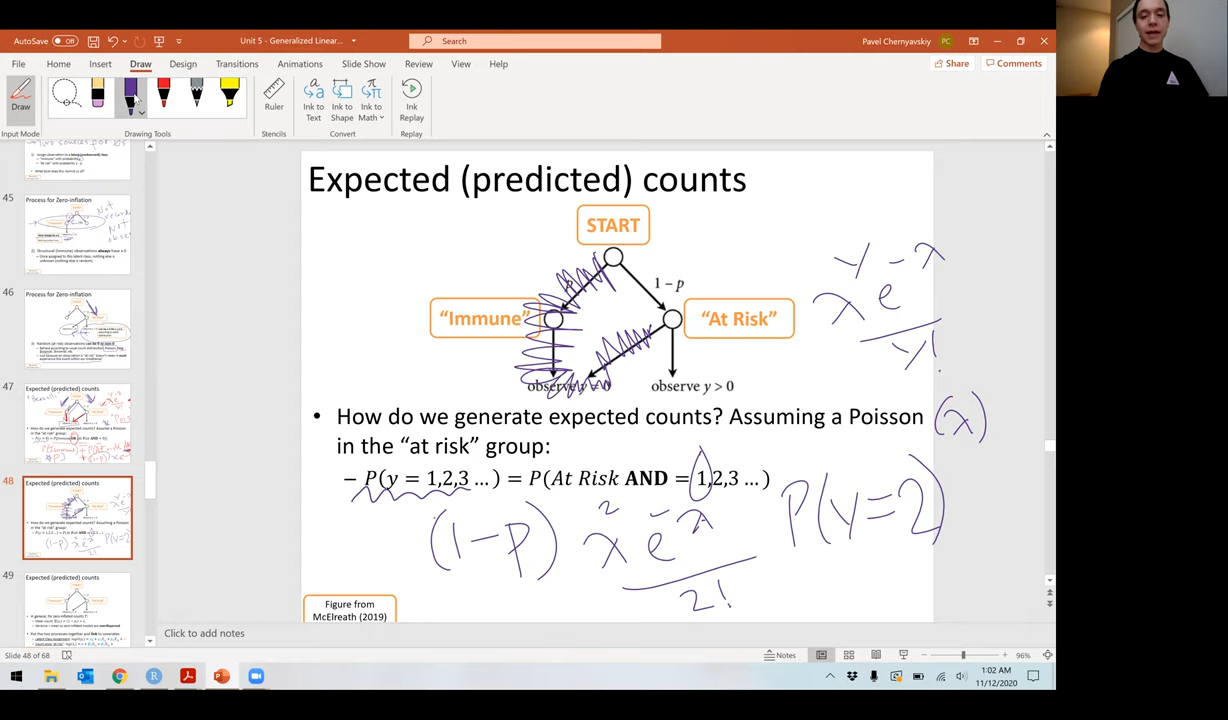 AutoSave Off
Unit 5 - Generalized Linear...
Search
Pavel Chernyavskiy
PC
File Home Insert Draw Design Transitions Animations Slide Show Review View Help
Share Comments
Draw
Ruler
Ink to Text
Ink to Shape
Ink to Math
Ink Replay
Input Mode
Drawing Tools
Stencils
Convert
Replay
45
Process for Zero-inflation
46
Process for Zero-inflation
47
Expected (predicted) counts
48
Expected (predicted) counts
49
Expected (predicted) counts
Expected (predicted) counts
START
p
1 − p
"Immune"
"At Risk"
observe y = 0
observe y > 0
λ^y e^-λ
y!
• How do we generate expected counts? Assuming a Poisson (λ)
in the "at risk" group:
− P(y = 1,2,3 ...) = P(At Risk AND = 1,2,3 ...)
(1-p) λ^2 e^-λ
2!
P(y=2)
Figure from
McElreath (2019)
Click to add notes
Slide 48 of 68
Notes
96%
1:02 AM
11/12/2020